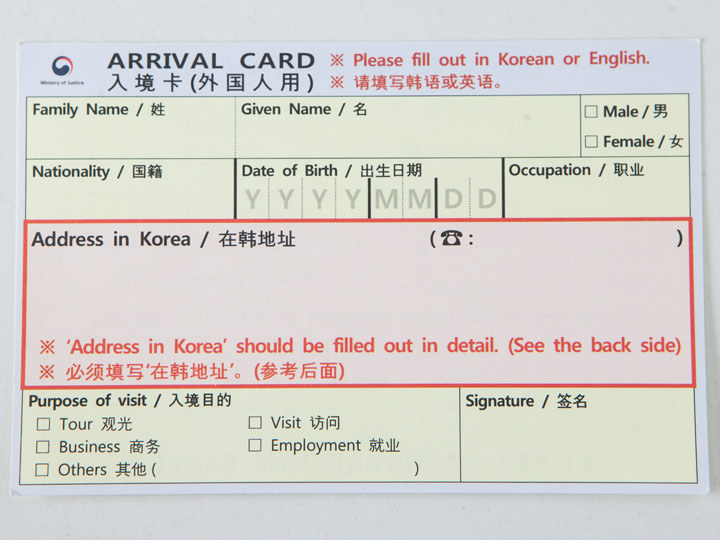 Ministry of Justice
ARRIVAL CARD ※ Please fill out in Korean or English.
入境卡(外国人用) ※ 请填写韩语或英语。
Family Name / 姓
Given Name / 名
□ Male / 男
□ Female / 女
Nationality / 国籍
Date of Birth / 出生日期
YYYYMMDD
Occupation / 职业
Address in Korea / 在韩地址 (☎: )
※ ‘Address in Korea’ should be filled out in detail. (See the back side)
※ 必须填写‘在韩地址’。(参考后面)
Purpose of visit / 入境目的
□ Tour 观光 □ Visit 访问
□ Business 商务 □ Employment 就业
□ Others 其他 ( )
Signature / 签名